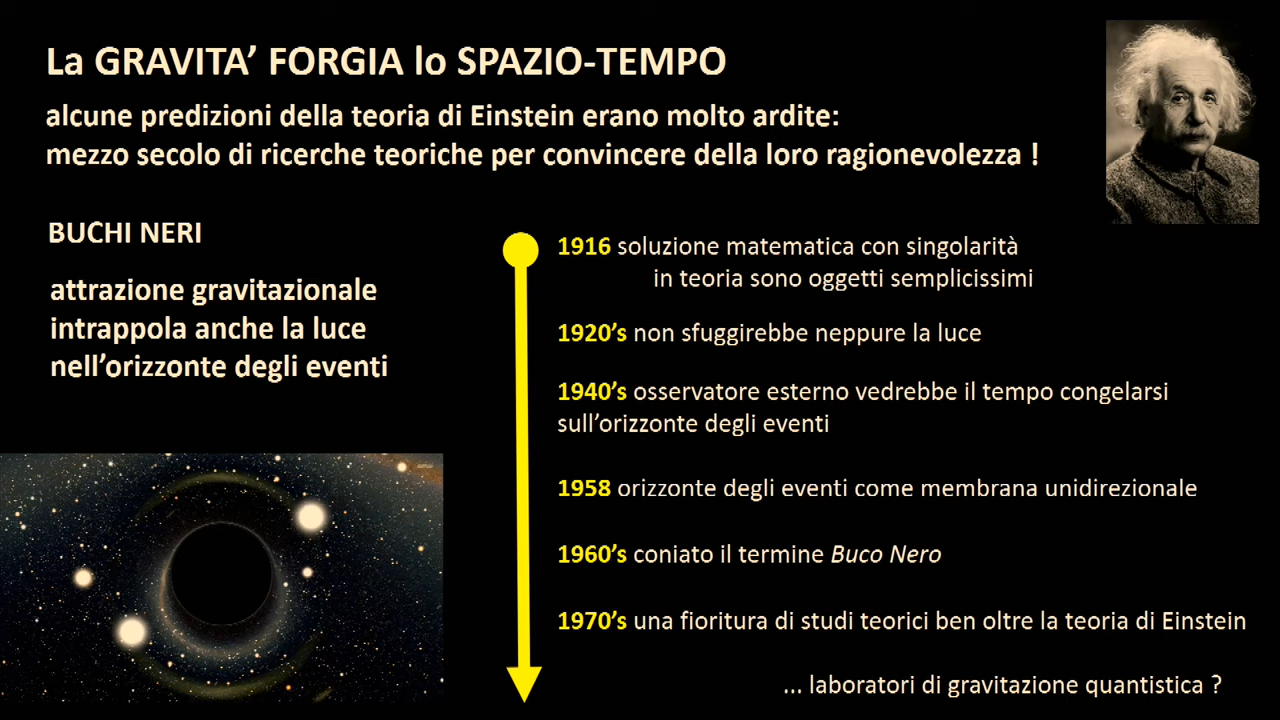 La GRAVITA’ FORGIA lo SPAZIO-TEMPO
alcune predizioni della teoria di Einstein erano molto ardite:
mezzo secolo di ricerche teoriche per convincere della loro ragionevolezza !
BUCHI NERI
attrazione gravitazionale
intrappola anche la luce
nell’orizzonte degli eventi
1916 soluzione matematica con singolarità
in teoria sono oggetti semplicissimi
1920’s non sfuggirebbe neppure la luce
1940’s osservatore esterno vedrebbe il tempo congelarsi
sull’orizzonte degli eventi
1958 orizzonte degli eventi come membrana unidirezionale
1960’s coniato il termine Buco Nero
1970’s una fioritura di studi teorici ben oltre la teoria di Einstein
... laboratori di gravitazione quantistica ?